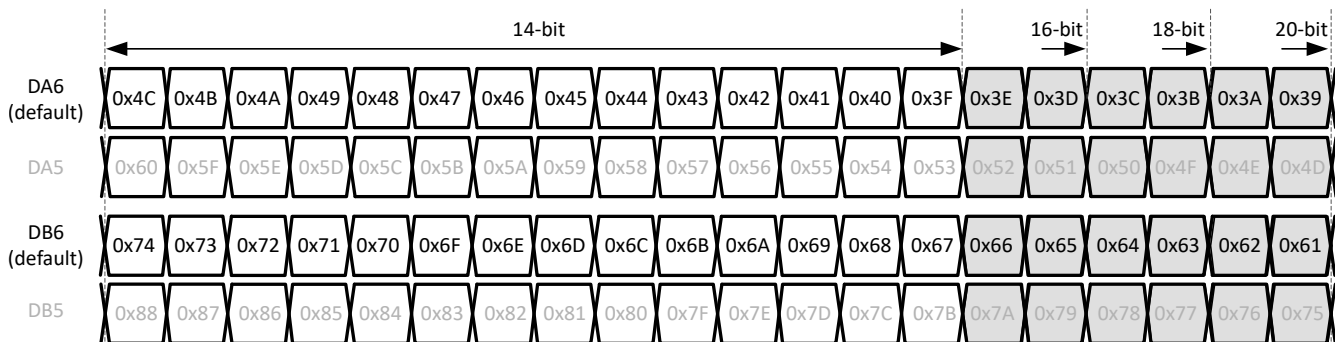 14-bit 16-bit 18-bit 20-bit
DA6 (default) 0x4C 0x4B 0x4A 0x49 0x48 0x47 0x46 0x45 0x44 0x43 0x42 0x41 0x40 0x3F 0x3E 0x3D 0x3C 0x3B 0x3A 0x39
DA5 0x60 0x5F 0x5E 0x5D 0x5C 0x5B 0x5A 0x59 0x58 0x57 0x56 0x55 0x54 0x53 0x52 0x51 0x50 0x4F 0x4E 0x4D
DB6 (default) 0x74 0x73 0x72 0x71 0x70 0x6F 0x6E 0x6D 0x6C 0x6B 0x6A 0x69 0x68 0x67 0x66 0x65 0x64 0x63 0x62 0x61
DB5 0x88 0x87 0x86 0x85 0x84 0x83 0x82 0x81 0x80 0x7F 0x7E 0x7D 0x7C 0x7B 0x7A 0x79 0x78 0x77 0x76 0x75